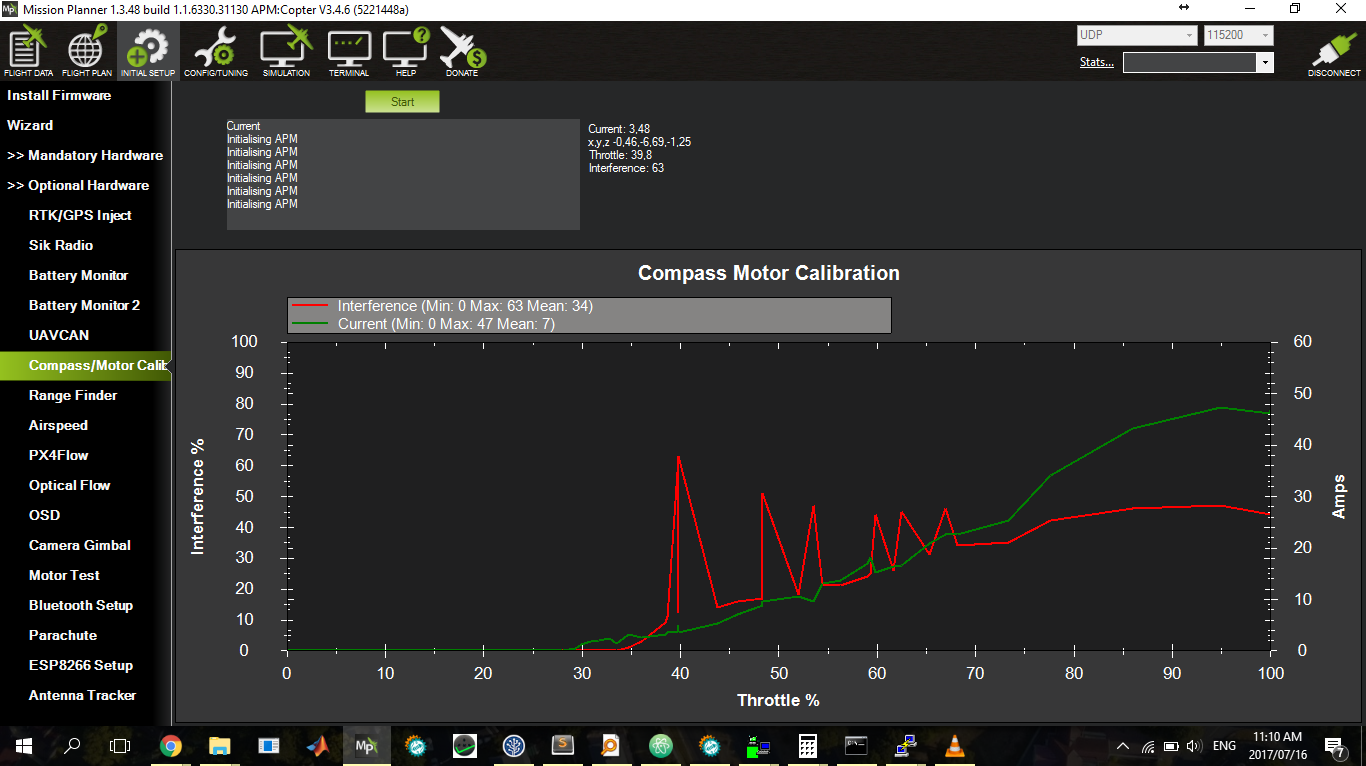 Mission Planner 1.3.48 build 1.1.6330.31130 APM:Copter V3.4.6 (5221448a)
FLIGHT DATA
FLIGHT PLAN
INITIAL SETUP
CONFIG/TUNING
SIMULATION
TERMINAL
HELP
DONATE
UDP
115200
Stats...
DISCONNECT
Install Firmware
Wizard
>> Mandatory Hardware
>> Optional Hardware
RTK/GPS Inject
Sik Radio
Battery Monitor
Battery Monitor 2
UAVCAN
Compass/Motor Calib
Range Finder
Airspeed
PX4Flow
Optical Flow
OSD
Camera Gimbal
Motor Test
Bluetooth Setup
Parachute
ESP8266 Setup
Antenna Tracker
Start
Current
Initialising APM
Initialising APM
Initialising APM
Initialising APM
Initialising APM
Initialising APM
Current: 3,48
x,y,z -0,46,-6,69,-1,25
Throttle: 39,8
Interference: 63
Compass Motor Calibration
Interference (Min: 0 Max: 63 Mean: 34)
Current (Min: 0 Max: 47 Mean: 7)
Interference %
100
90
80
70
60
50
40
30
20
10
0
60
50
40
30
20
10
0
Amps
0 10 20 30 40 50 60 70 80 90 100
Throttle %
ENG
11:10 AM
2017/07/16
7